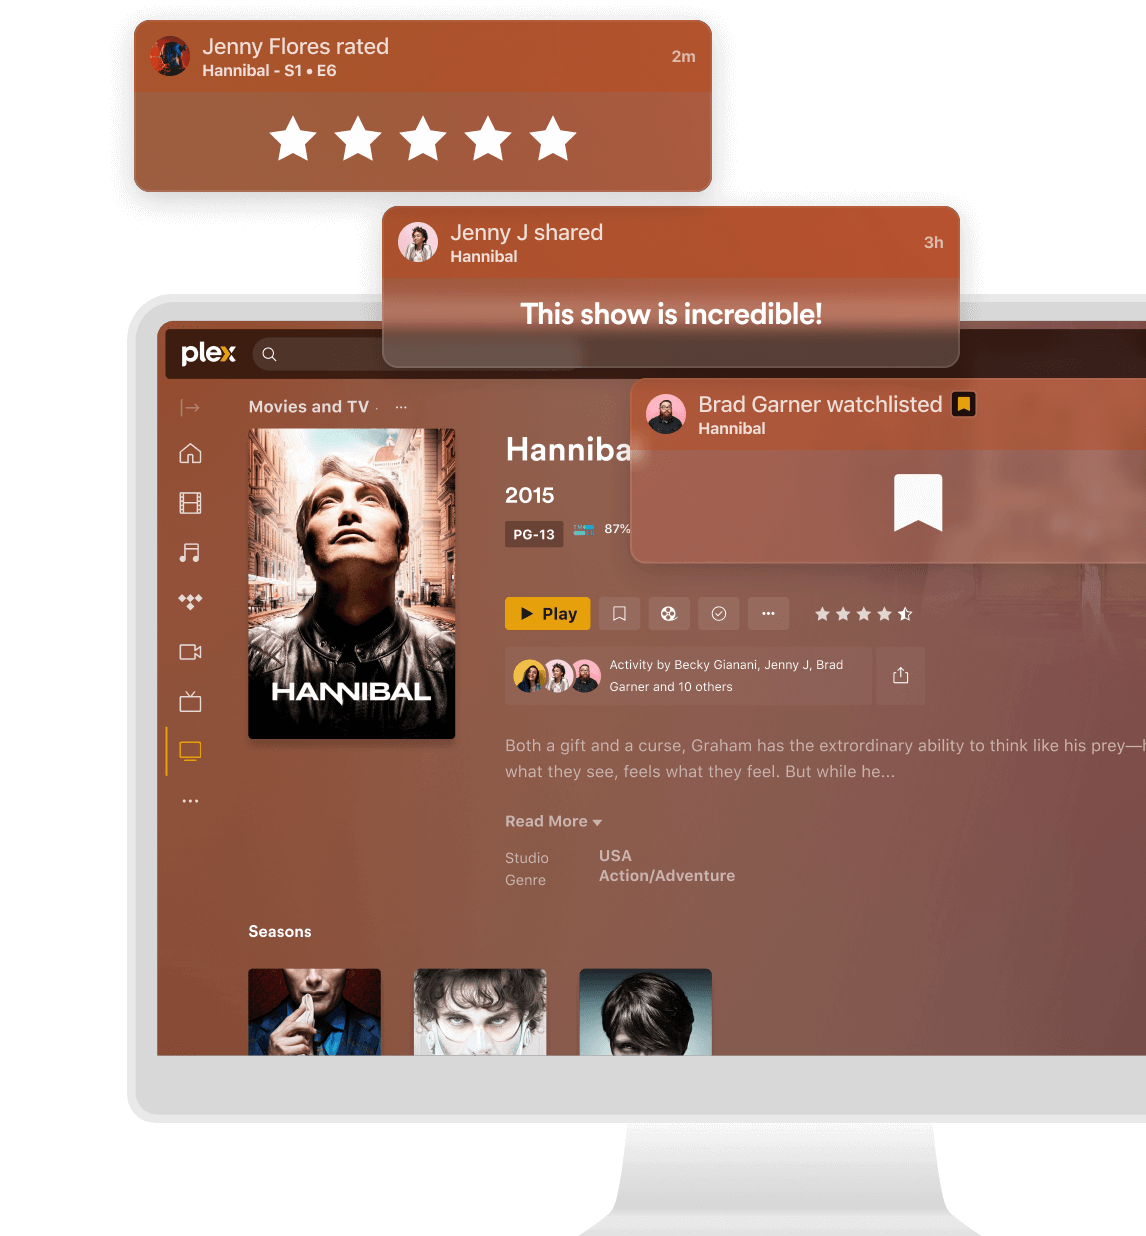 Jenny Flores rated
Hannibal - S1 • E6
2m
Jenny J shared
Hannibal
3h
This show is incredible!
plex
Movies and TV · ...
Brad Garner watchlisted
Hannibal
Hanniba
2015
PG-13
87%
HANNIBAL
Play
...
Activity by Becky Gianani, Jenny J, Brad
Garner and 10 others
Both a gift and a curse, Graham has the extrordinary ability to think like his prey—
what they see, feels what they feel. But while he...
Read More
Studio USA
Genre Action/Adventure
Seasons